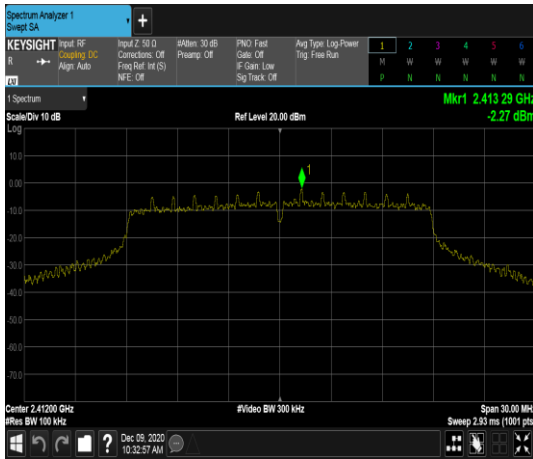 Spectrum Analyzer 1
Swept SA
KEYSIGHT
R
LXI
Input: RF
Coupling: DC
Align: Auto
Input Z: 50 Ω
Corrections: Off
Freq Ref: Int (S)
NFE: Off
#Atten: 30 dB
Preamp: Off
PNO: Fast
Gate: Off
IF Gain: Low
Sig Track: Off
Avg Type: Log-Power
Trig: Free Run
1 2 3 4 5 6
M W W W W W
P N N N N N
1 Spectrum
Scale/Div 10 dB
Ref Level 20.00 dBm
Mkr1 2.413 29 GHz
-2.27 dBm
Log
10.0
0.00
-10.0
-20.0
-30.0
-40.0
-50.0
-60.0
-70.0
1
Center 2.41200 GHz
#Video BW 300 kHz
Span 30.00 MHz
#Res BW 100 kHz
Sweep 2.93 ms (1001 pts)
?
Dec 09, 2020
10:32:57 AM